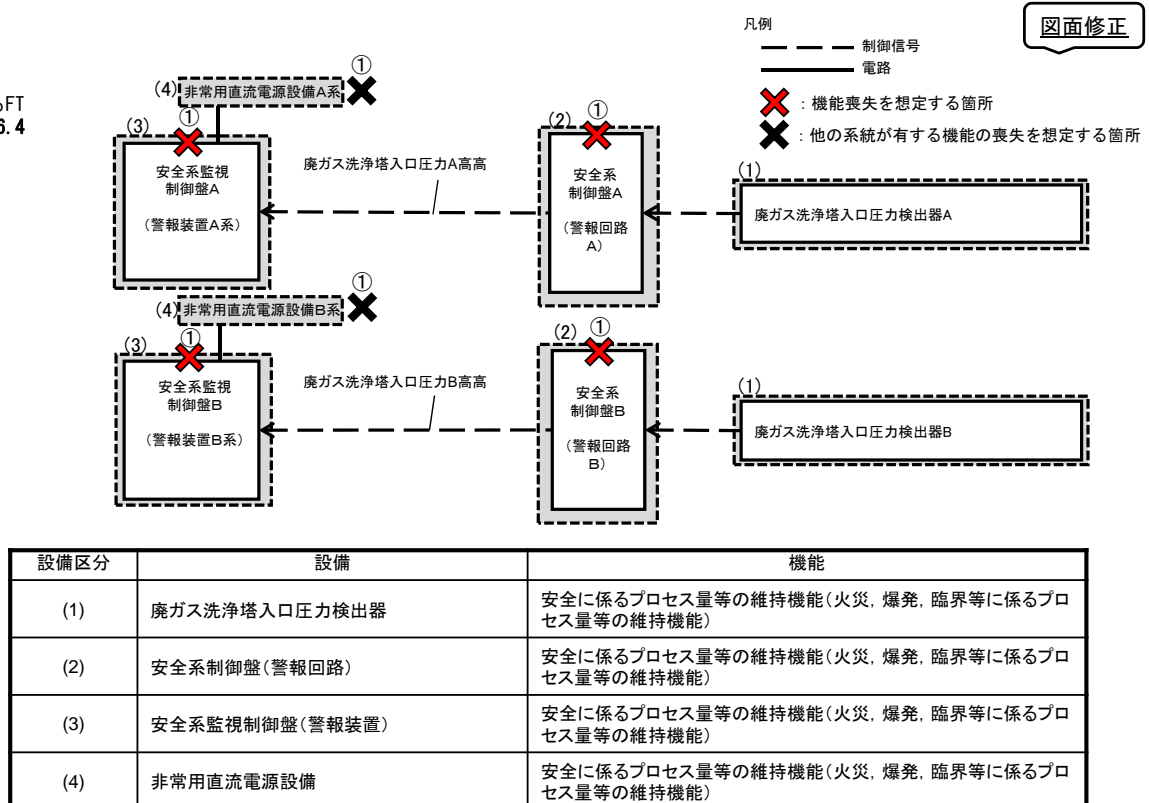 凡例
制御信号
電路
：機能喪失を想定する箇所
：他の系統が有する機能の喪失を想定する箇所
図面修正
FT
6.4
(4)
非常用直流電源設備A系
①
(3)
①
安全系監視
制御盤A
（警報装置A系）
廃ガス洗浄塔入口圧力A高高
(2)
①
安全系
制御盤A
（警報回路
A）
(1)
廃ガス洗浄塔入口圧力検出器A
(4)
非常用直流電源設備B系
①
(3)
①
安全系監視
制御盤B
（警報装置B系）
廃ガス洗浄塔入口圧力B高高
(2)
①
安全系
制御盤B
（警報回路
B）
(1)
廃ガス洗浄塔入口圧力検出器B
設備区分 設備 機能
(1) 廃ガス洗浄塔入口圧力検出器 安全に係るプロセス量等の維持機能（火災，爆発，臨界等に係るプロ
セス量等の維持機能）
(2) 安全系制御盤（警報回路） 安全に係るプロセス量等の維持機能（火災，爆発，臨界等に係るプロ
セス量等の維持機能）
(3) 安全系監視制御盤（警報装置） 安全に係るプロセス量等の維持機能（火災，爆発，臨界等に係るプロ
セス量等の維持機能）
(4) 非常用直流電源設備 安全に係るプロセス量等の維持機能（火災，爆発，臨界等に係るプロ
セス量等の維持機能）